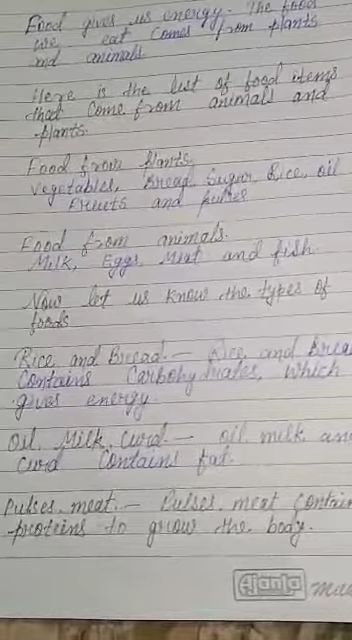 Food gives us energy. The food
we eat comes from plants
and animals.
Here is the list of food items
that come from animals and
plants.
Food from plants.
Vegetables, Bread, Sugar, Rice, oil
Fruits and pulses
Food from animals.
Milk, Eggs, Meat and fish.
Now let us know the types of
foods
Rice and Bread. — Rice and Brea
contains Carbohydrates, which
gives energy.
Oil, Milk, Curd — oil milk and
curd contains fat.
Pulses, meat. — Pulses, meat contain
proteins to grow the body.
Ajanta